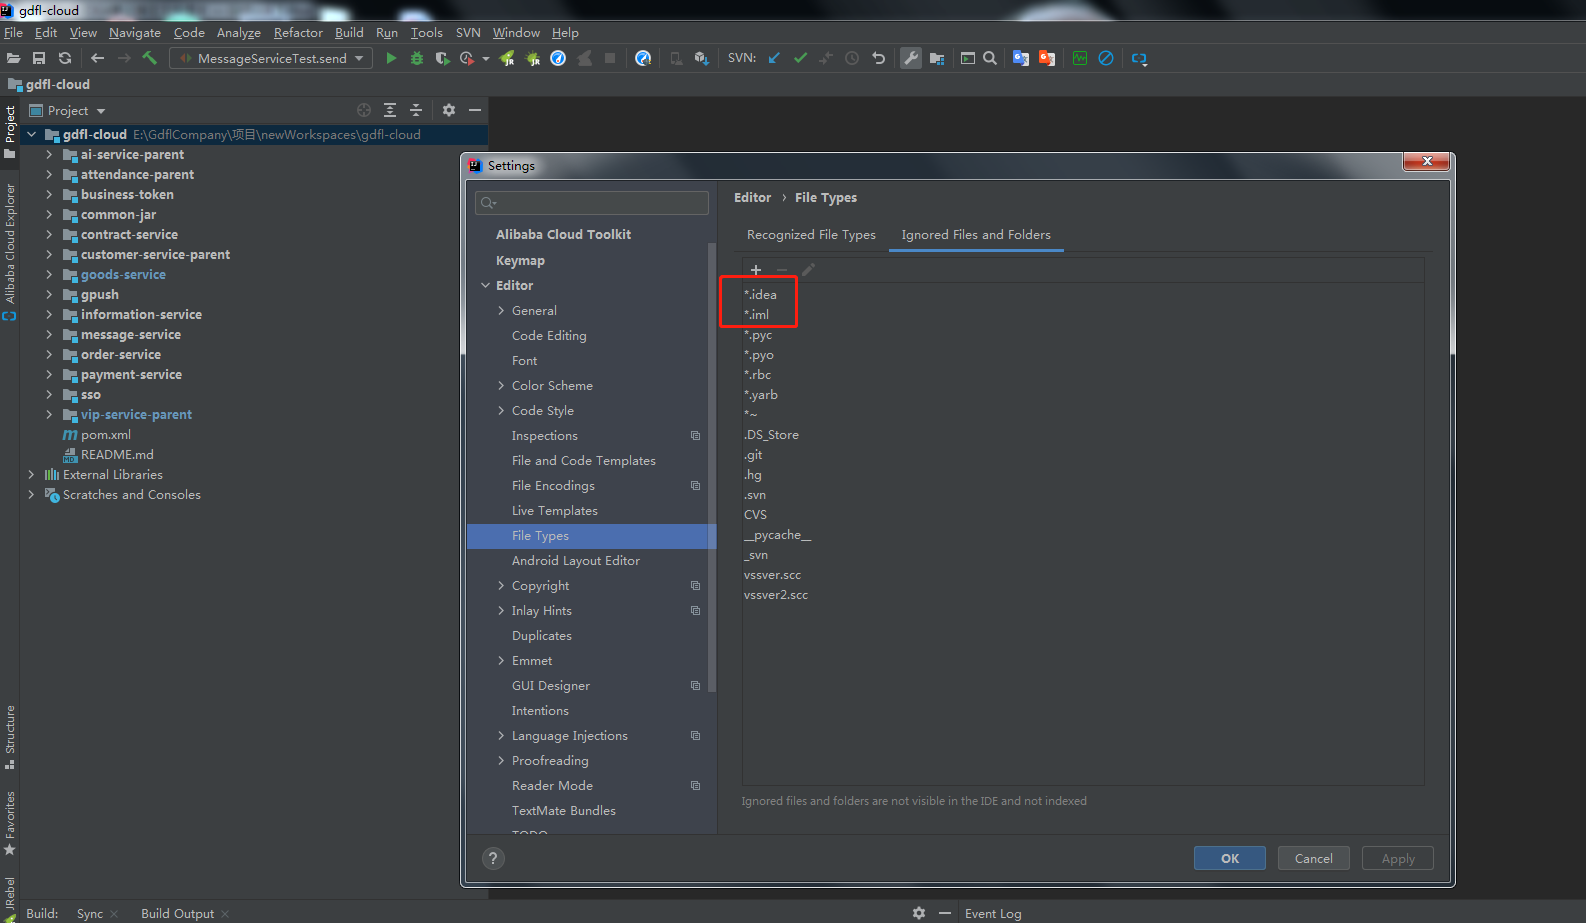 gdfl-cloud
File Edit View Navigate Code Analyze Refactor Build Run Tools SVN Window Help
MessageServiceTest.send
JR
JR
SVN:
gdfl-cloud
Project
gdfl-cloud E:\GdflCompany\项目\newWorkspaces\gdfl-cloud
ai-service-parent
attendance-parent
business-token
common-jar
contract-service
customer-service-parent
goods-service
gpush
information-service
message-service
order-service
payment-service
sso
vip-service-parent
pom.xml
README.md
External Libraries
Scratches and Consoles
Project
Alibaba Cloud Explorer
Structure
Favorites
JRebel
Settings
Alibaba Cloud Toolkit
Keymap
Editor
General
Code Editing
Font
Color Scheme
Code Style
Inspections
File and Code Templates
File Encodings
Live Templates
File Types
Android Layout Editor
Copyright
Inlay Hints
Duplicates
Emmet
GUI Designer
Intentions
Language Injections
Proofreading
Reader Mode
TextMate Bundles
TODO
Editor › File Types
Recognized File Types Ignored Files and Folders
*.idea
*.iml
*.pyc
*.pyo
*.rbc
*.yarb
*~
.DS_Store
.git
.hg
.svn
CVS
__pycache__
_svn
vssver.scc
vssver2.scc
Ignored files and folders are not visible in the IDE and not indexed
?
OK Cancel Apply
Build: Sync Build Output Event Log